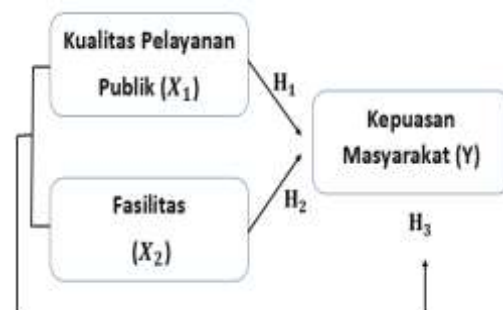 Kualitas Pelayanan
Publik (X₁)
H₁
Kepuasan
Masyarakat (Y)
Fasilitas
(X₂)
H₂
H₃